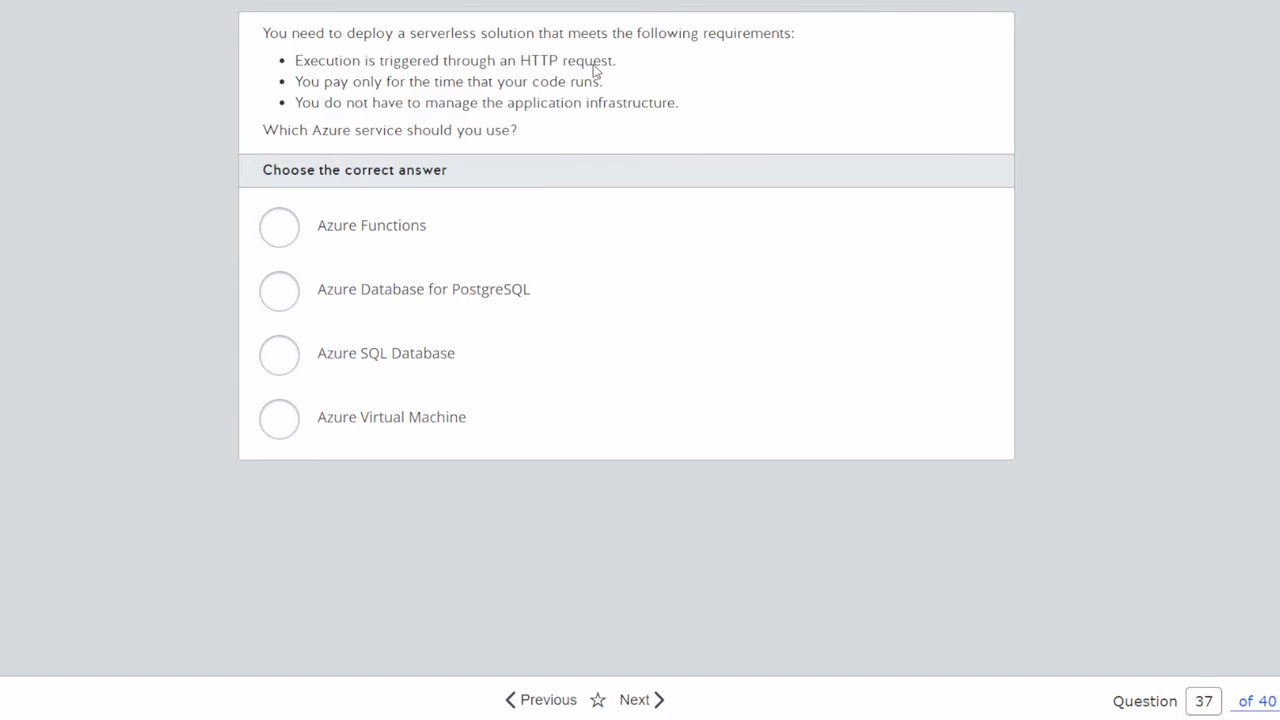 You need to deploy a serverless solution that meets the following requirements:
• Execution is triggered through an HTTP request.
• You pay only for the time that your code runs.
• You do not have to manage the application infrastructure.
Which Azure service should you use?
Choose the correct answer
Azure Functions
Azure Database for PostgreSQL
Azure SQL Database
Azure Virtual Machine
Previous Next Question 37 of 40